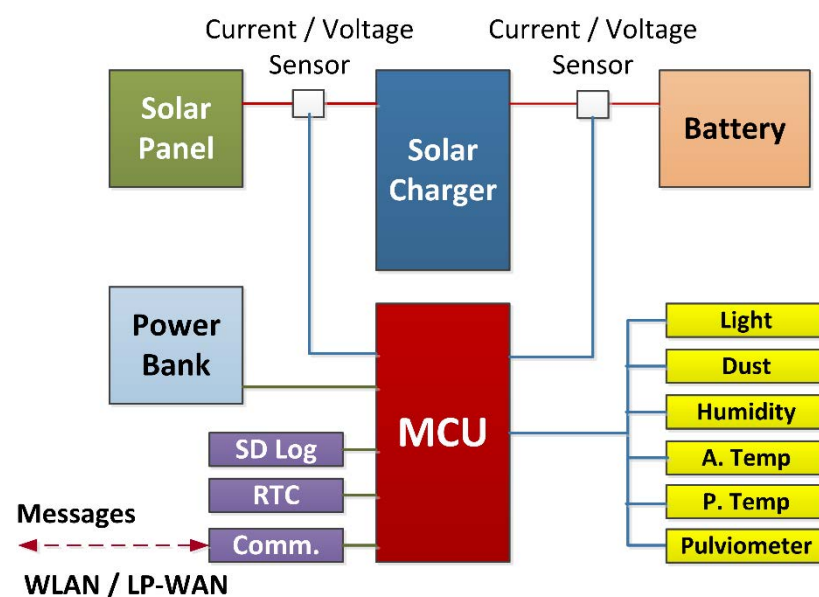 Current / Voltage
Sensor
Current / Voltage
Sensor
Solar
Panel
Solar
Charger
Battery
Power
Bank
MCU
Light
Dust
Humidity
A. Temp
P. Temp
Pulviometer
SD Log
RTC
Comm.
Messages
WLAN / LP-WAN